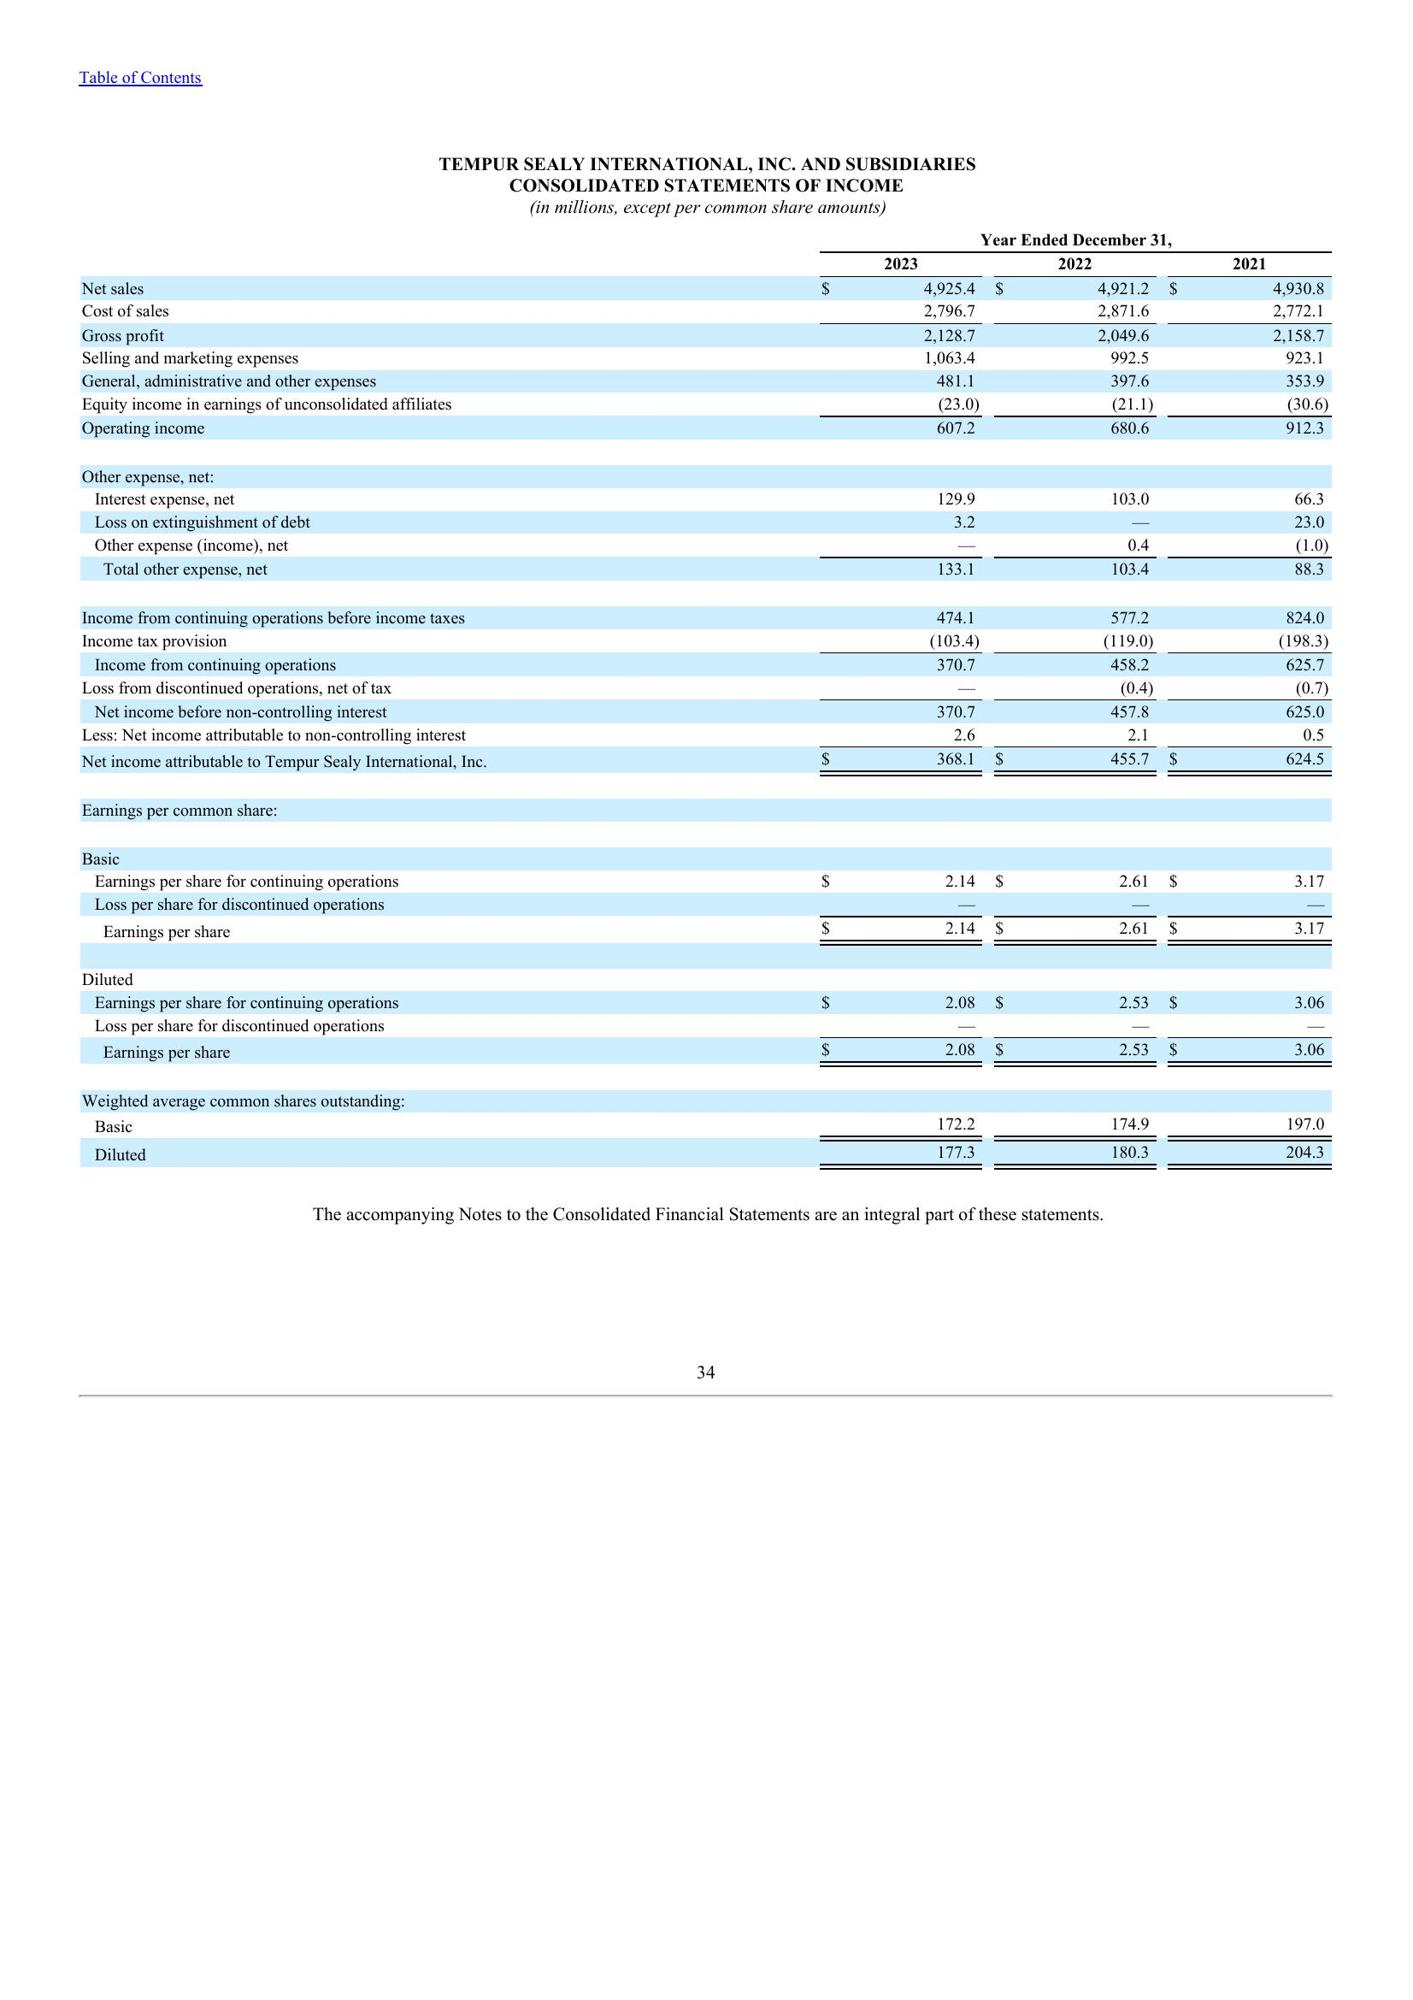 Table of Contents
TEMPUR SEALY INTERNATIONAL, INC. AND SUBSIDIARIES
CONSOLIDATED STATEMENTS OF INCOME
(in millions, except per common share amounts)
Year Ended December 31,
2023 2022 2021
Net sales $ 4,925.4 $ 4,921.2 $ 4,930.8
Cost of sales 2,796.7 2,871.6 2,772.1
Gross profit 2,128.7 2,049.6 2,158.7
Selling and marketing expenses 1,063.4 992.5 923.1
General, administrative and other expenses 481.1 397.6 353.9
Equity income in earnings of unconsolidated affiliates (23.0) (21.1) (30.6)
Operating income 607.2 680.6 912.3
Other expense, net:
Interest expense, net 129.9 103.0 66.3
Loss on extinguishment of debt 3.2 — 23.0
Other expense (income), net — 0.4 (1.0)
Total other expense, net 133.1 103.4 88.3
Income from continuing operations before income taxes 474.1 577.2 824.0
Income tax provision (103.4) (119.0) (198.3)
Income from continuing operations 370.7 458.2 625.7
Loss from discontinued operations, net of tax — (0.4) (0.7)
Net income before non-controlling interest 370.7 457.8 625.0
Less: Net income attributable to non-controlling interest 2.6 2.1 0.5
Net income attributable to Tempur Sealy International, Inc. $ 368.1 $ 455.7 $ 624.5
Earnings per common share:
Basic
Earnings per share for continuing operations $ 2.14 $ 2.61 $ 3.17
Loss per share for discontinued operations — — —
Earnings per share $ 2.14 $ 2.61 $ 3.17
Diluted
Earnings per share for continuing operations $ 2.08 $ 2.53 $ 3.06
Loss per share for discontinued operations — — —
Earnings per share $ 2.08 $ 2.53 $ 3.06
Weighted average common shares outstanding:
Basic 172.2 174.9 197.0
Diluted 177.3 180.3 204.3
The accompanying Notes to the Consolidated Financial Statements are an integral part of these statements.
34